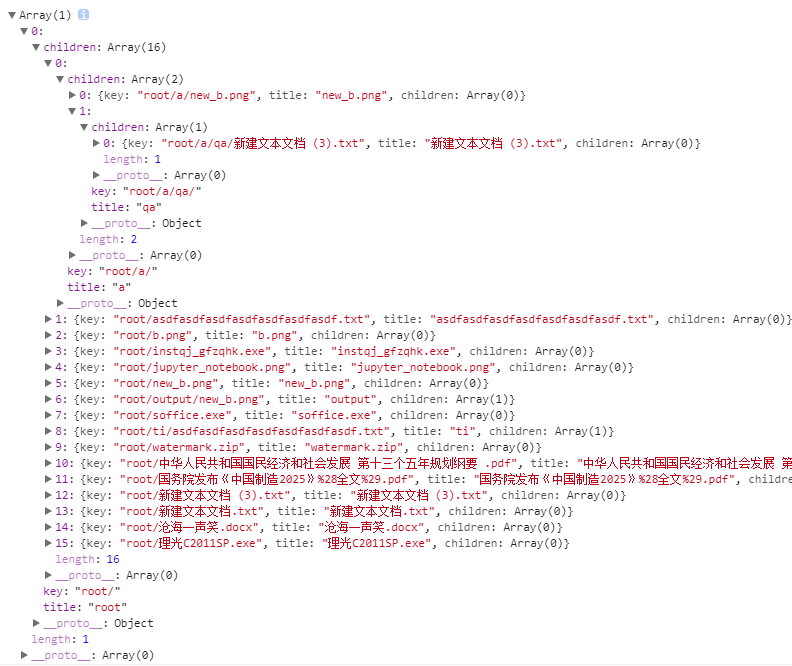 ▼Array(1) i
▼0:
▼children: Array(16)
▼0:
▼children: Array(2)
▶0: {key: "root/a/new_b.png", title: "new_b.png", children: Array(0)}
▼1:
▼children: Array(1)
▶0: {key: "root/a/qa/新建文本文档 (3).txt", title: "新建文本文档 (3).txt", children: Array(0)}
length: 1
▶__proto__: Array(0)
key: "root/a/qa/"
title: "qa"
▶__proto__: Object
length: 2
▶__proto__: Array(0)
key: "root/a/"
title: "a"
▶__proto__: Object
▶1: {key: "root/asdfasdfasdfasdfasdfasdfasdf.txt", title: "asdfasdfasdfasdfasdfasdfasdf.txt", children: Array(0)}
▶2: {key: "root/b.png", title: "b.png", children: Array(0)}
▶3: {key: "root/instqj_gfzqhk.exe", title: "instqj_gfzqhk.exe", children: Array(0)}
▶4: {key: "root/jupyter_notebook.png", title: "jupyter_notebook.png", children: Array(0)}
▶5: {key: "root/new_b.png", title: "new_b.png", children: Array(0)}
▶6: {key: "root/output/new_b.png", title: "output", children: Array(1)}
▶7: {key: "root/soffice.exe", title: "soffice.exe", children: Array(0)}
▶8: {key: "root/ti/asdfasdfasdfasdfasdfasdfasdf.txt", title: "ti", children: Array(1)}
▶9: {key: "root/watermark.zip", title: "watermark.zip", children: Array(0)}
▶10: {key: "root/中华人民共和国国民经济和社会发展 第十三个五年规划纲要 .pdf", title: "中华人民共和国国民经济和社会发展 第
▶11: {key: "root/国务院发布《中国制造2025》%28全文%29.pdf", title: "国务院发布《中国制造2025》%28全文%29.pdf", childre
▶12: {key: "root/新建文本文档 (3).txt", title: "新建文本文档 (3).txt", children: Array(0)}
▶13: {key: "root/新建文本文档.txt", title: "新建文本文档.txt", children: Array(0)}
▶14: {key: "root/沧海一声笑.docx", title: "沧海一声笑.docx", children: Array(0)}
▶15: {key: "root/理光C2011SP.exe", title: "理光C2011SP.exe", children: Array(0)}
length: 16
▶__proto__: Array(0)
key: "root/"
title: "root"
▶__proto__: Object
length: 1
▶__proto__: Array(0)